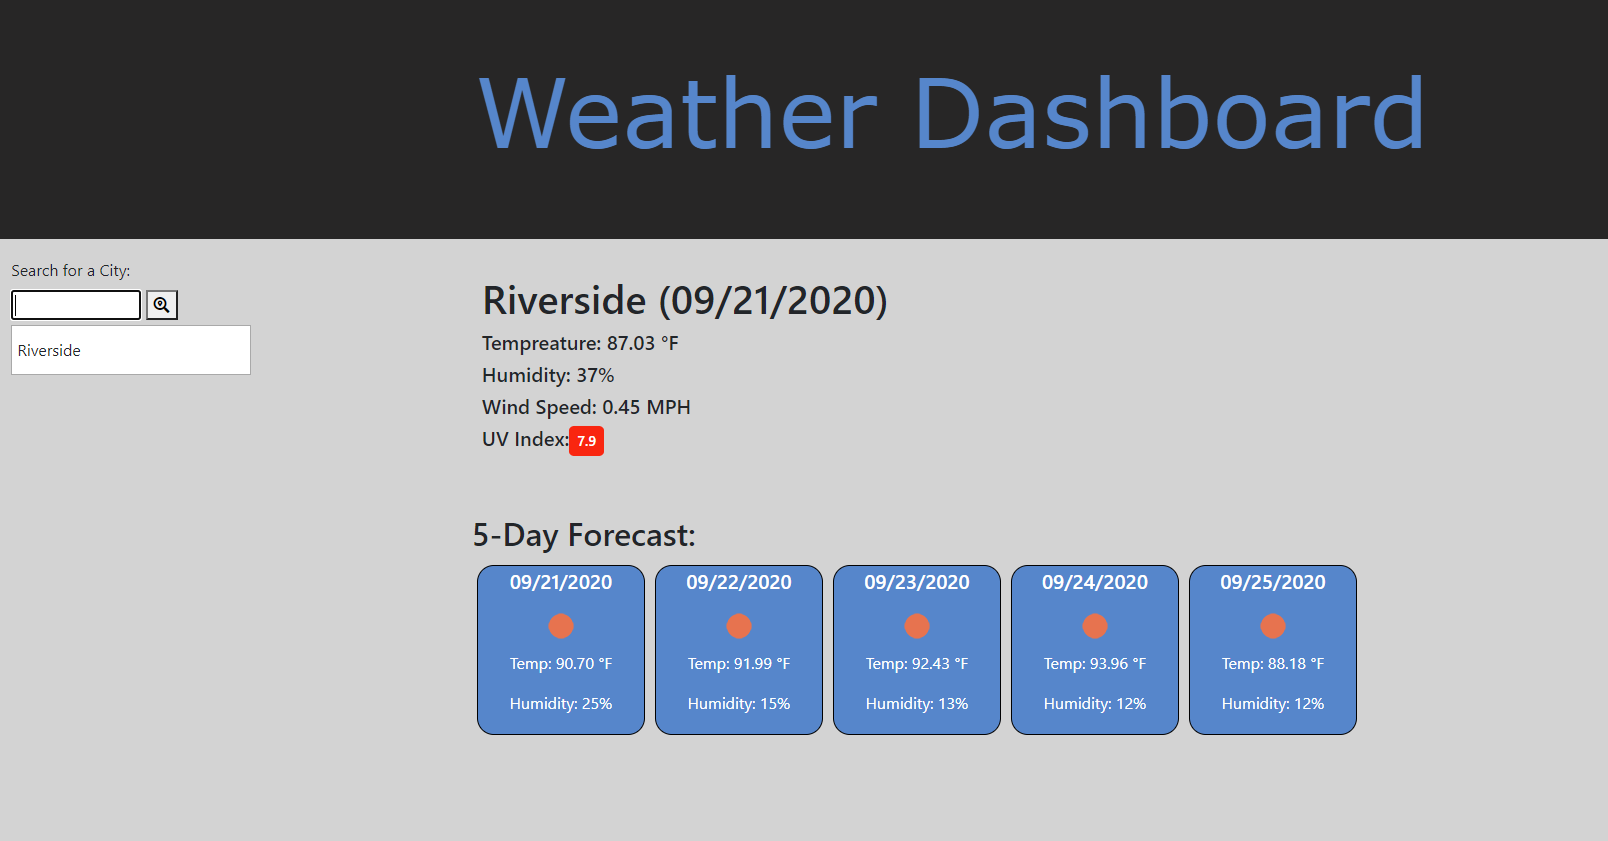 Weather Dashboard
Search for a City:
Riverside
Riverside (09/21/2020)
Tempreature: 87.03 °F
Humidity: 37%
Wind Speed: 0.45 MPH
UV Index: 7.9
5-Day Forecast:
09/21/2020
Temp: 90.70 °F
Humidity: 25%
09/22/2020
Temp: 91.99 °F
Humidity: 15%
09/23/2020
Temp: 92.43 °F
Humidity: 13%
09/24/2020
Temp: 93.96 °F
Humidity: 12%
09/25/2020
Temp: 88.18 °F
Humidity: 12%